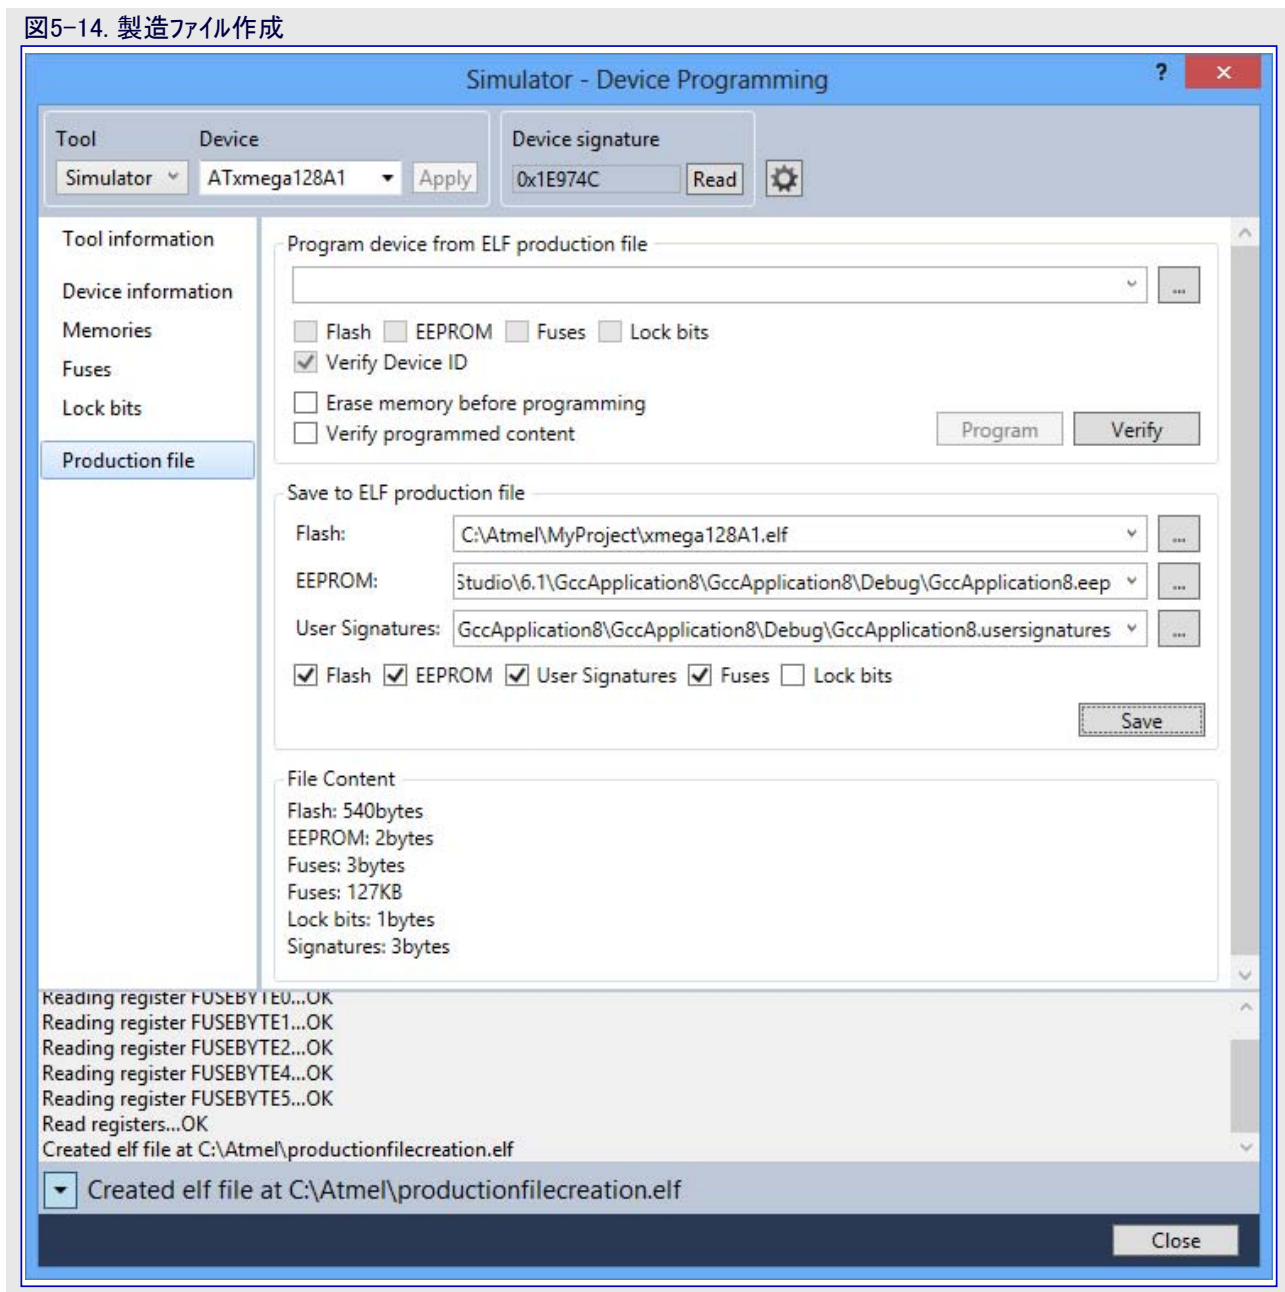 図5-14. 製造ファイル作成
Simulator - Device Programming
?
Tool
Device
Device signature
Simulator
ATxmega128A1
Apply
0x1E974C
Read
Tool information
Device information
Memories
Fuses
Lock bits
Production file
Program device from ELF production file
...
Flash EEPROM Fuses Lock bits
Verify Device ID
Erase memory before programming
Verify programmed content
Program
Verify
Save to ELF production file
Flash: C:\Atmel\MyProject\xmega128A1.elf ...
EEPROM: Studio\6.1\GccApplication8\GccApplication8\Debug\GccApplication8.eep ...
User Signatures: GccApplication8\GccApplication8\Debug\GccApplication8.usersignatures ...
Flash EEPROM User Signatures Fuses Lock bits
Save
File Content
Flash: 540bytes
EEPROM: 2bytes
Fuses: 3bytes
Fuses: 127KB
Lock bits: 1bytes
Signatures: 3bytes
Reading register FUSEBYTE0...OK
Reading register FUSEBYTE1...OK
Reading register FUSEBYTE2...OK
Reading register FUSEBYTE4...OK
Reading register FUSEBYTE5...OK
Read registers...OK
Created elf file at C:\Atmel\productionfilecreation.elf
Created elf file at C:\Atmel\productionfilecreation.elf
Close